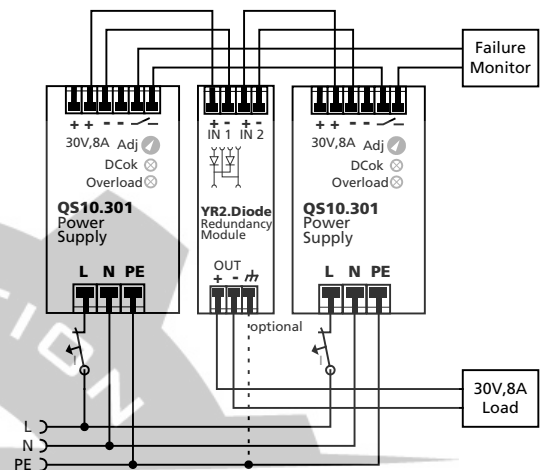 Failure
Monitor
+ + - -
30V,8A Adj
DCok
Overload
QS10.301
Power
Supply
L N PE
+ - + -
IN 1 IN 2
YR2.Diode
Redundancy
Module
OUT
+ -
optional
+ + - -
30V,8A Adj
DCok
Overload
QS10.301
Power
Supply
L N PE
I
I
30V,8A
Load
L
N
PE